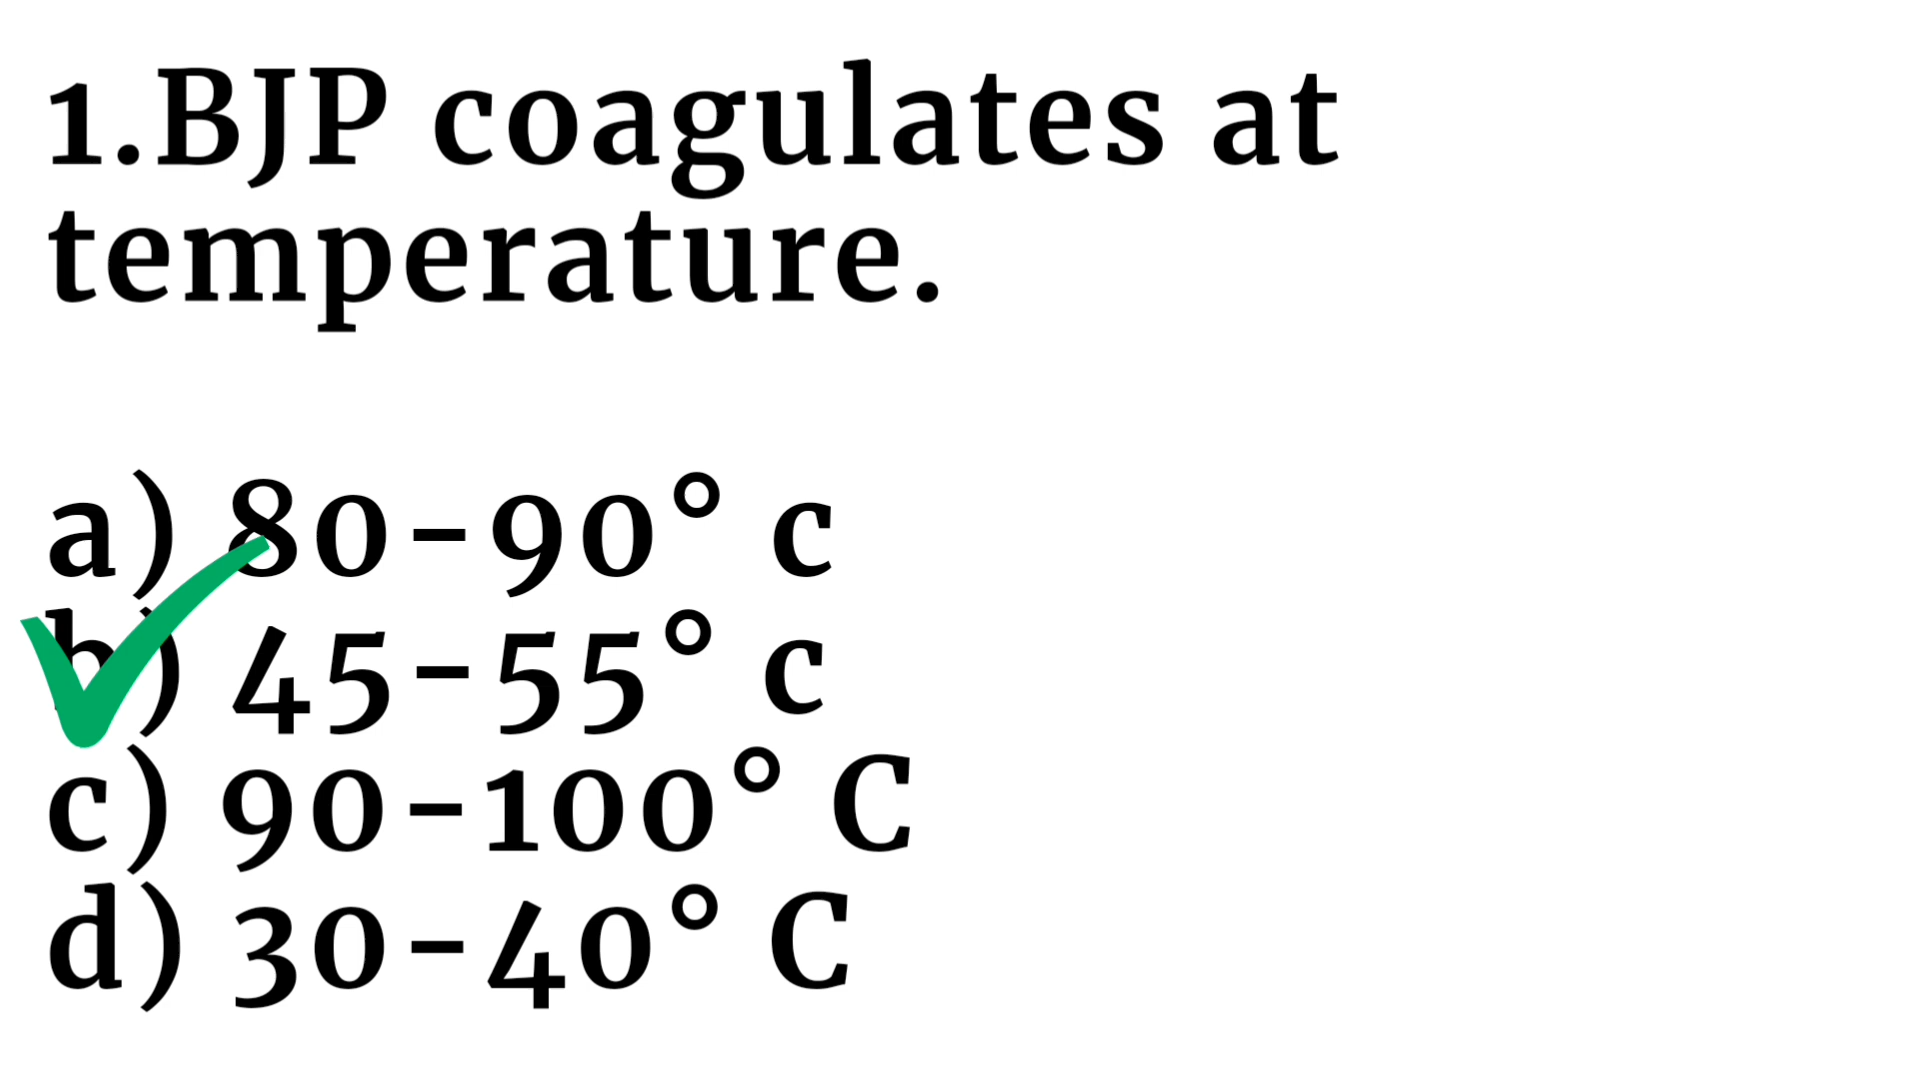 1.BJP coagulates at
temperature.
a) 80-90° c
b) 45-55° c
c) 90-100° C
d) 30-40° C